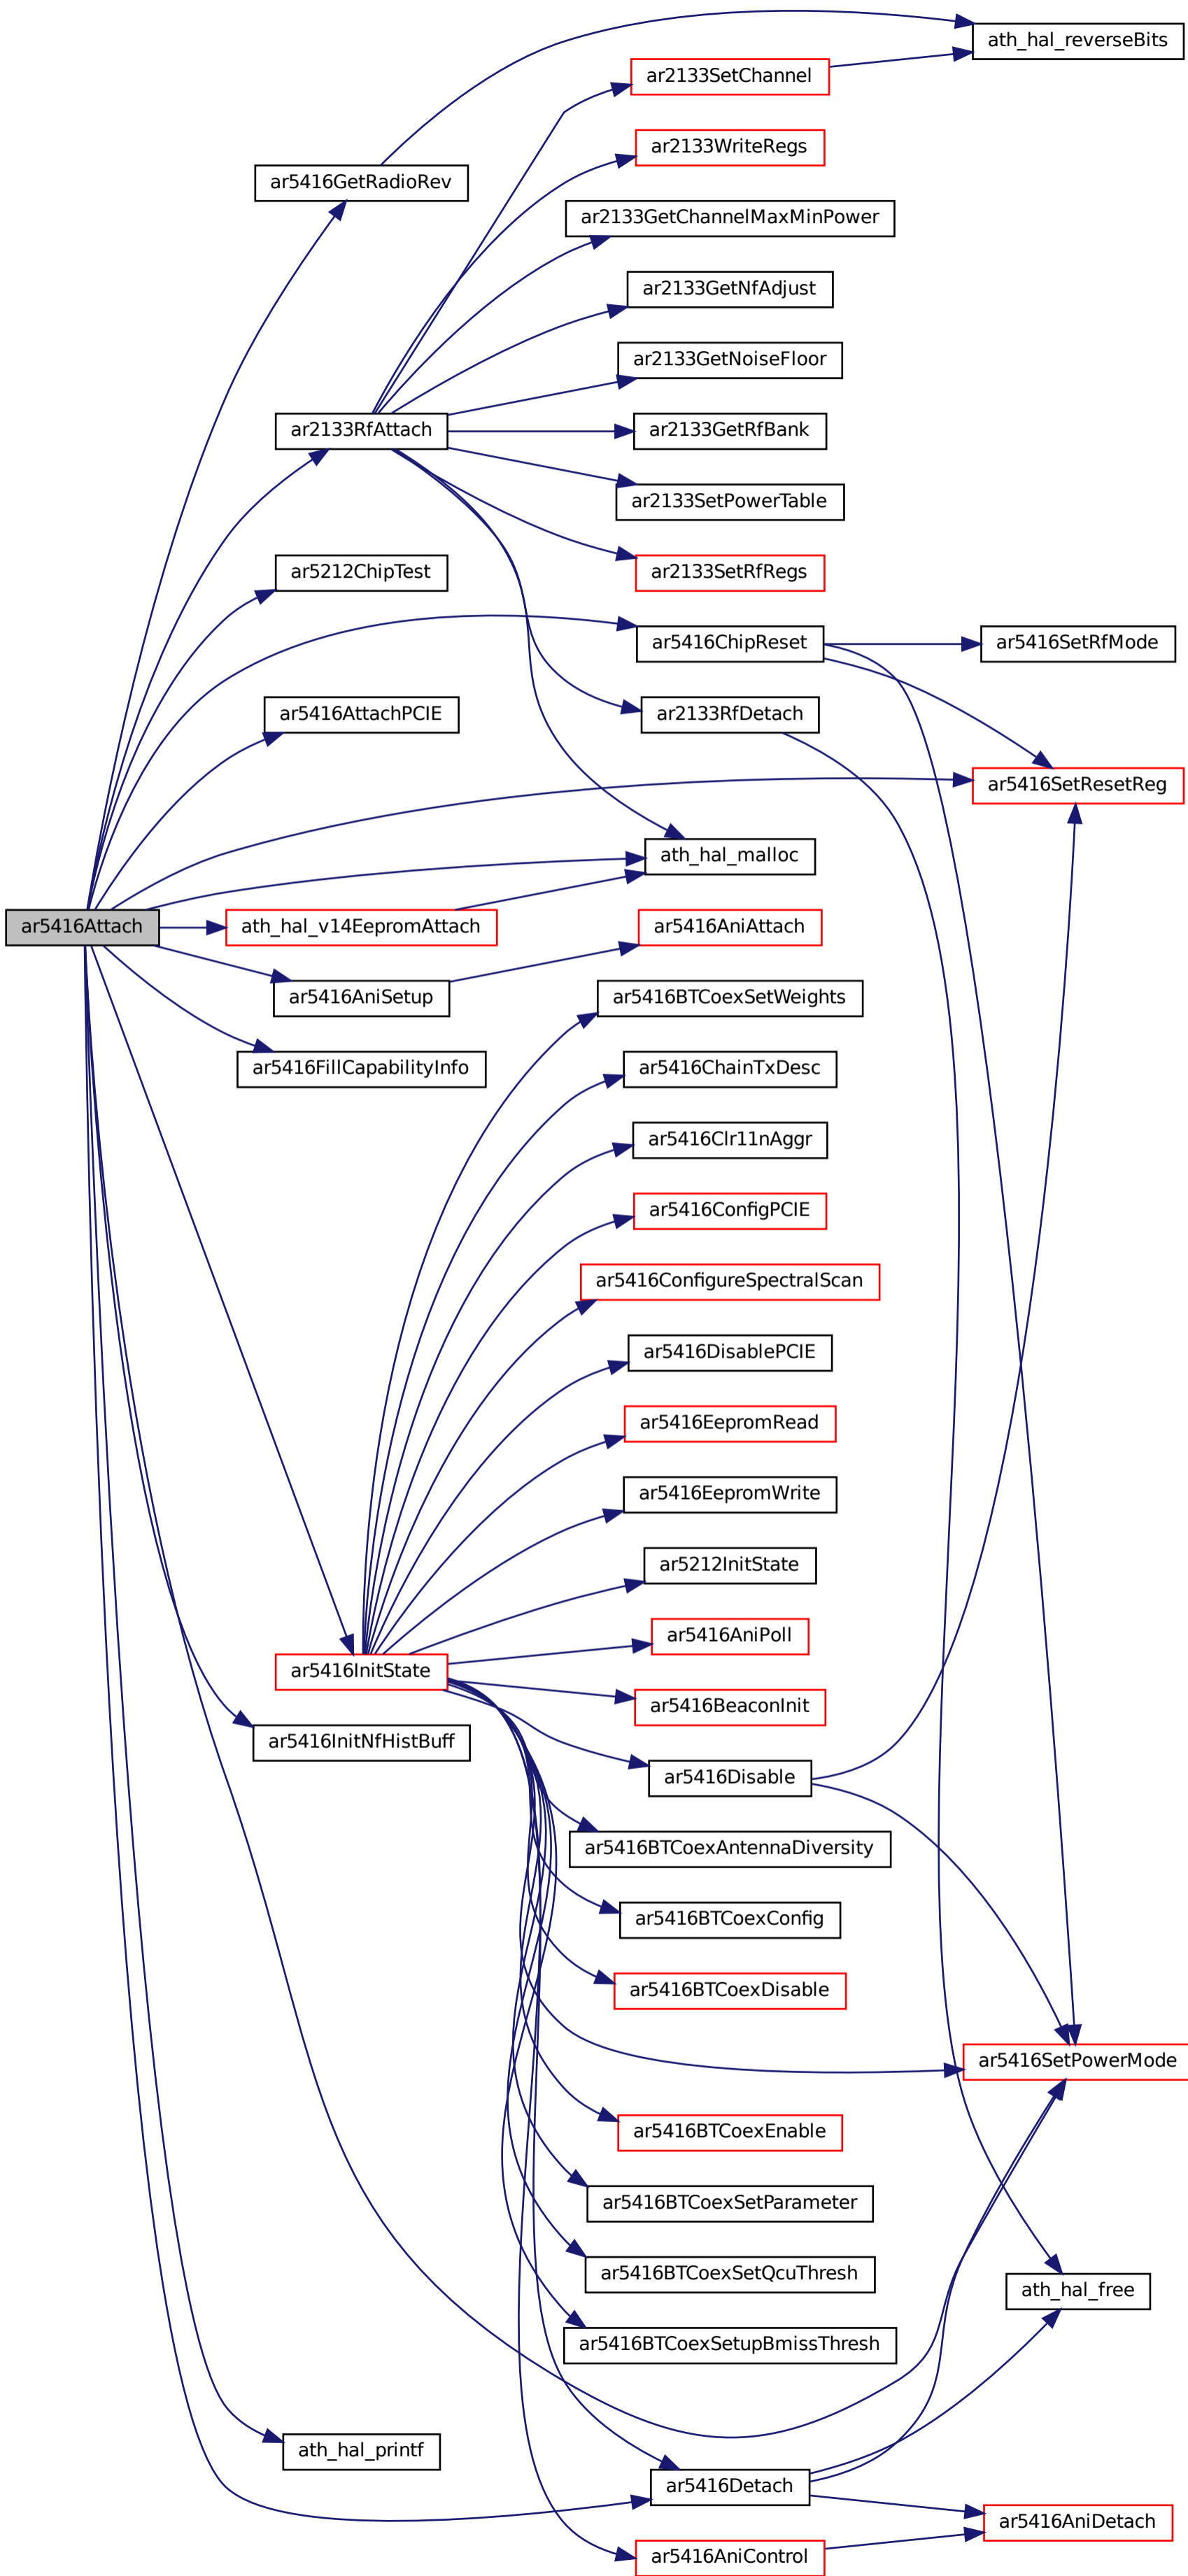 ath_hal_reverseBits
ar2133SetChannel
ar2133WriteRegs
ar5416GetRadioRev
ar2133GetChannelMaxMinPower
ar2133GetNfAdjust
ar2133GetNoiseFloor
ar2133RfAttach
ar2133GetRfBank
ar2133SetPowerTable
ar5212ChipTest
ar2133SetRfRegs
ar5416ChipReset
ar5416SetRfMode
ar5416AttachPCIE
ar2133RfDetach
ar5416SetResetReg
ath_hal_malloc
ar5416Attach
ath_hal_v14EepromAttach
ar5416AniAttach
ar5416AniSetup
ar5416BTCoexSetWeights
ar5416FillCapabilityInfo
ar5416ChainTxDesc
ar5416Clr11nAggr
ar5416ConfigPCIE
ar5416ConfigureSpectralScan
ar5416DisablePCIE
ar5416EepromRead
ar5416EepromWrite
ar5212InitState
ar5416AniPoll
ar5416InitState
ar5416BeaconInit
ar5416InitNfHistBuff
ar5416Disable
ar5416BTCoexAntennaDiversity
ar5416BTCoexConfig
ar5416BTCoexDisable
ar5416SetPowerMode
ar5416BTCoexEnable
ar5416BTCoexSetParameter
ar5416BTCoexSetQcuThresh
ath_hal_free
ar5416BTCoexSetupBmissThresh
ath_hal_printf
ar5416Detach
ar5416AniDetach
ar5416AniControl